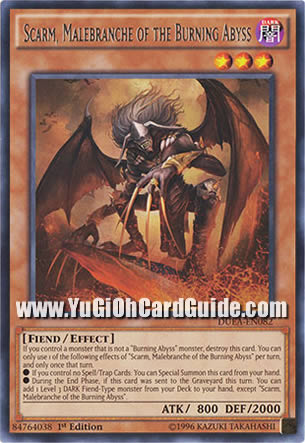 SCARM, MALEBRANCHE OF THE BURNING ABYSS
DARK
闇
www.YuGiOhCardGuide.com
DUEA-EN082
[FIEND / EFFECT]
If you control a monster that is not a "Burning Abyss" monster, destroy this card. You can
only use 1 of the following effects of "Scarm, Malebranche of the Burning Abyss" per turn,
and only once that turn.
● If you control no Spell/Trap Cards: You can Special Summon this card from your hand.
● During the End Phase, if this card was sent to the Graveyard this turn: You can
add 1 Level 3 DARK Fiend-Type monster from your Deck to your hand, except "Scarm,
Malebranche of the Burning Abyss".
ATK/ 800 DEF/2000
84764038 1st Edition ©1996 KAZUKI TAKAHASHI